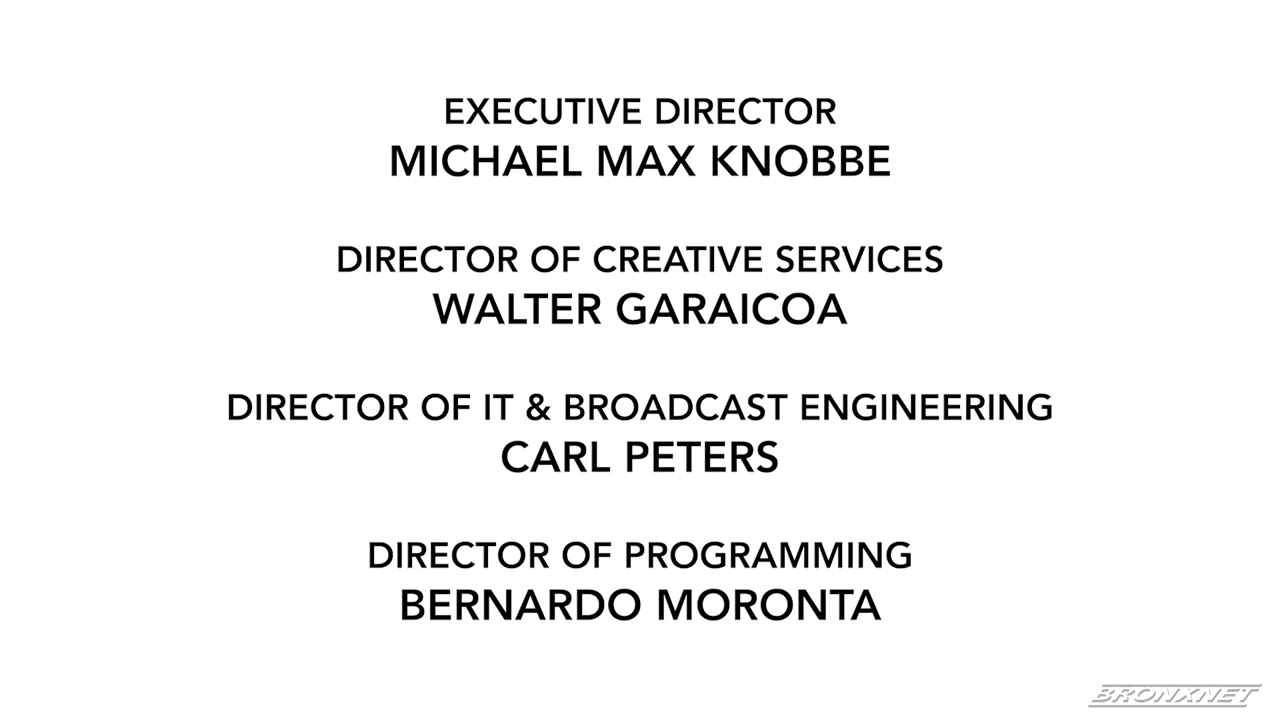 EXECUTIVE DIRECTOR
MICHAEL MAX KNOBBE
DIRECTOR OF CREATIVE SERVICES
WALTER GARAICOA
DIRECTOR OF IT & BROADCAST ENGINEERING
CARL PETERS
DIRECTOR OF PROGRAMMING
BERNARDO MORONTA
BRONXNET